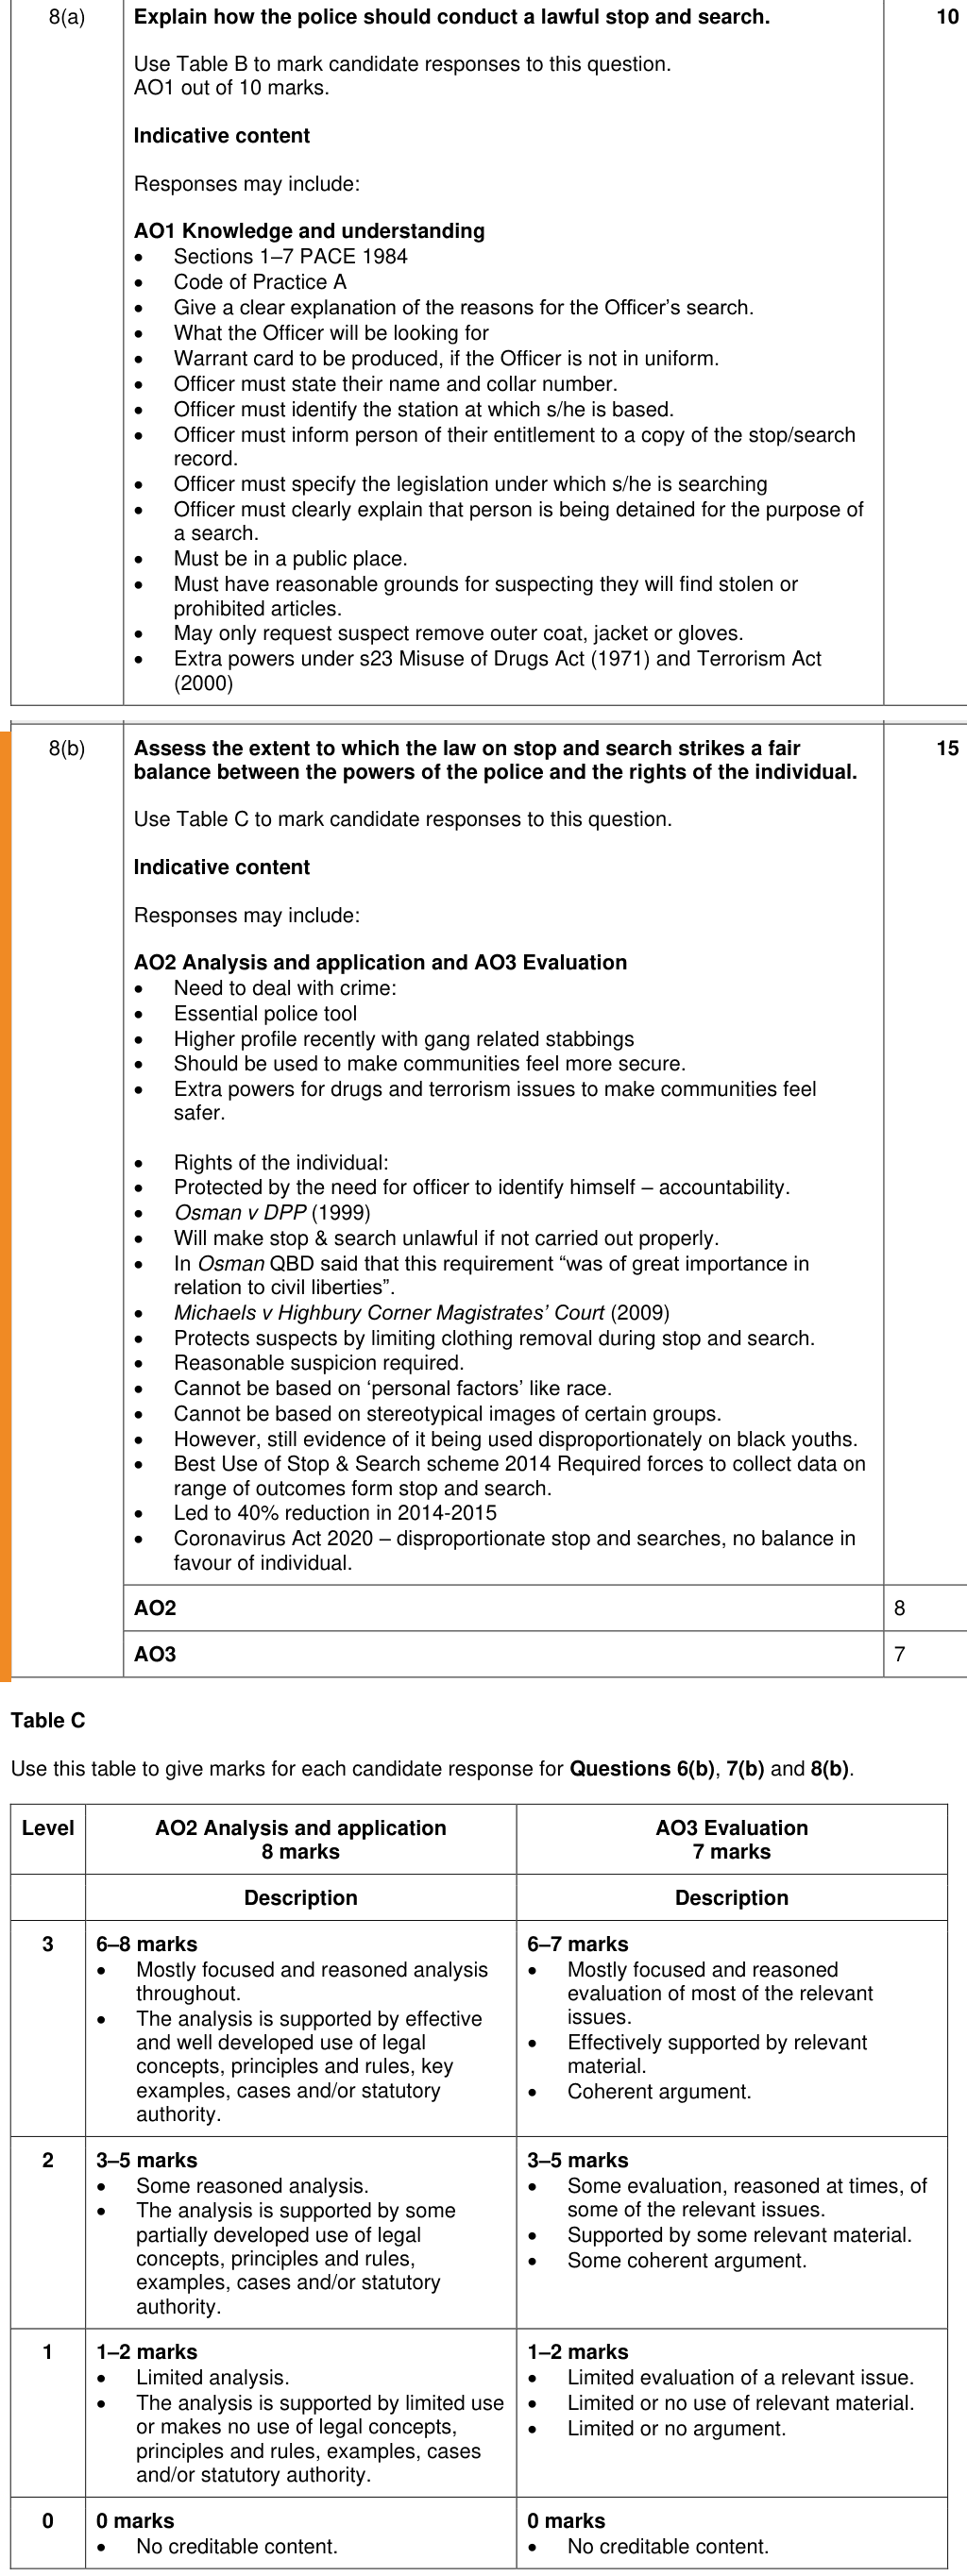 8(a) Explain how the police should conduct a lawful stop and search. 10
Use Table B to mark candidate responses to this question.
AO1 out of 10 marks.
Indicative content
Responses may include:
AO1 Knowledge and understanding
• Sections 1–7 PACE 1984
• Code of Practice A
• Give a clear explanation of the reasons for the Officer’s search.
• What the Officer will be looking for
• Warrant card to be produced, if the Officer is not in uniform.
• Officer must state their name and collar number.
• Officer must identify the station at which s/he is based.
• Officer must inform person of their entitlement to a copy of the stop/search
record.
• Officer must specify the legislation under which s/he is searching
• Officer must clearly explain that person is being detained for the purpose of
a search.
• Must be in a public place.
• Must have reasonable grounds for suspecting they will find stolen or
prohibited articles.
• May only request suspect remove outer coat, jacket or gloves.
• Extra powers under s23 Misuse of Drugs Act (1971) and Terrorism Act
(2000)
8(b) Assess the extent to which the law on stop and search strikes a fair 15
balance between the powers of the police and the rights of the individual.
Use Table C to mark candidate responses to this question.
Indicative content
Responses may include:
AO2 Analysis and application and AO3 Evaluation
• Need to deal with crime:
• Essential police tool
• Higher profile recently with gang related stabbings
• Should be used to make communities feel more secure.
• Extra powers for drugs and terrorism issues to make communities feel
safer.
• Rights of the individual:
• Protected by the need for officer to identify himself – accountability.
• Osman v DPP (1999)
• Will make stop & search unlawful if not carried out properly.
• In Osman QBD said that this requirement “was of great importance in
relation to civil liberties”.
• Michaels v Highbury Corner Magistrates’ Court (2009)
• Protects suspects by limiting clothing removal during stop and search.
• Reasonable suspicion required.
• Cannot be based on ‘personal factors’ like race.
• Cannot be based on stereotypical images of certain groups.
• However, still evidence of it being used disproportionately on black youths.
• Best Use of Stop & Search scheme 2014 Required forces to collect data on
range of outcomes form stop and search.
• Led to 40% reduction in 2014-2015
• Coronavirus Act 2020 – disproportionate stop and searches, no balance in
favour of individual.
AO2 8
AO3 7
Table C
Use this table to give marks for each candidate response for Questions 6(b), 7(b) and 8(b).
Level
AO2 Analysis and application
8 marks
AO3 Evaluation
7 marks
Description
Description
3
6–8 marks
• Mostly focused and reasoned analysis
throughout.
• The analysis is supported by effective
and well developed use of legal
concepts, principles and rules, key
examples, cases and/or statutory
authority.
6–7 marks
• Mostly focused and reasoned
evaluation of most of the relevant
issues.
• Effectively supported by relevant
material.
• Coherent argument.
2
3–5 marks
• Some reasoned analysis.
• The analysis is supported by some
partially developed use of legal
concepts, principles and rules,
examples, cases and/or statutory
authority.
3–5 marks
• Some evaluation, reasoned at times, of
some of the relevant issues.
• Supported by some relevant material.
• Some coherent argument.
1
1–2 marks
• Limited analysis.
• The analysis is supported by limited use
or makes no use of legal concepts,
principles and rules, examples, cases
and/or statutory authority.
1–2 marks
• Limited evaluation of a relevant issue.
• Limited or no use of relevant material.
• Limited or no argument.
0
0 marks
• No creditable content.
0 marks
• No creditable content.